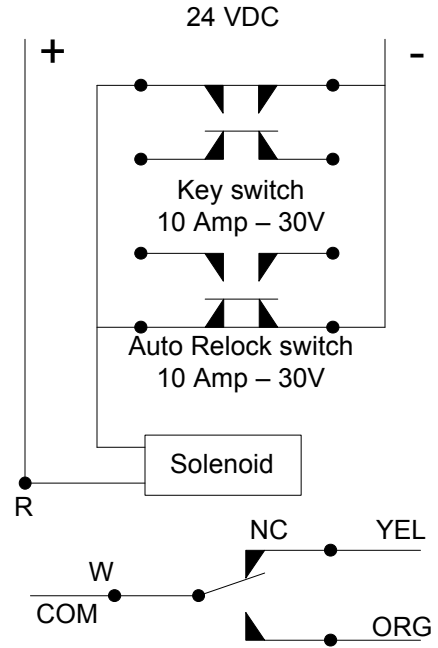 24 VDC
+ -
Key switch
10 Amp – 30V
Auto Relock switch
10 Amp – 30V
Solenoid
R
NC YEL
W
COM
ORG